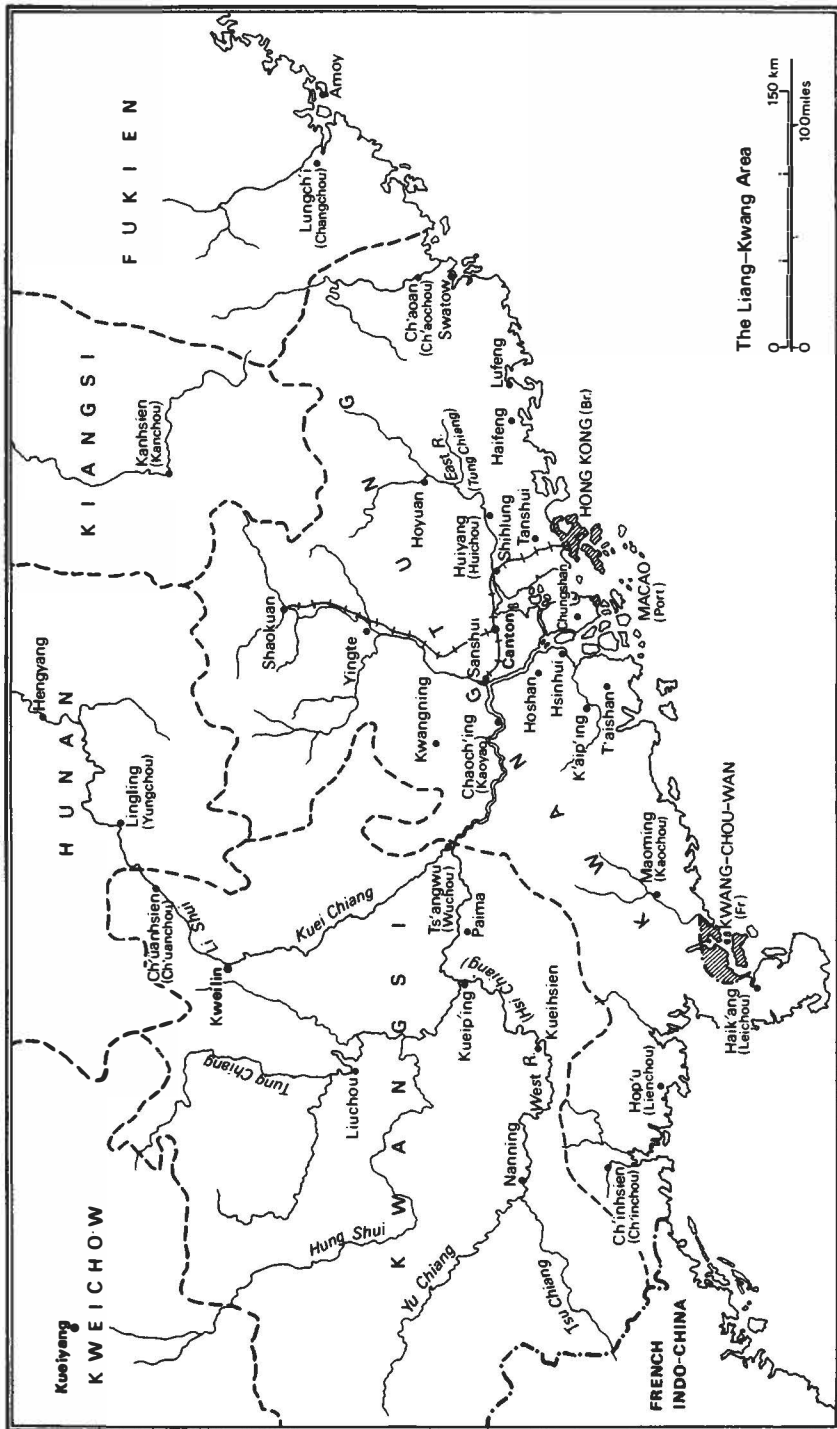 Kueiyang
KWEICHOW
HUNAN
Hengyang
Lingling
(Yungchou)
KIANGSI
Kanhsien
(Kanchou)
FUKIEN
Lungch'i
(Changchou)
Amoy
Ch'üanhsien
(Ch'uanchou)
Li Shui
Kweilin
Kuei Chiang
Tung Chiang
Liuchou
Hung Shui
KWANGSI
Shaokuan
Yingte
Kwangning
KWANGTUNG
Hoyuan
East R.
(Tung Chiang)
Ch'aoan
(Ch'aochou)
Swatow
Yu Chiang
Nanning
Tsu Chiang
West R.
(Hsi Chiang)
Kueihsien
Kueip'ing
Paima
Ts'angwu
(Wuchou)
Chaoch'ing
(Kaoyao)
Sanshui
Canton
Shihlung
Huiyang
(Huichou)
Tanshui
Haifeng
Lufeng
Hoshan
Hsinhui
K'aip'ing
T'aishan
Chungshan
HONG KONG (Br.)
MACAO
(Port)
Ch'inhsien
(Ch'inchou)
Hop'u
(Lienchou)
Maoming
(Kaochou)
KWANG-CHOU-WAN
(Fr)
Haik'ang
(Leichou)
FRENCH
INDO-CHINA
The Liang-Kwang Area
0 150 km
0 100miles